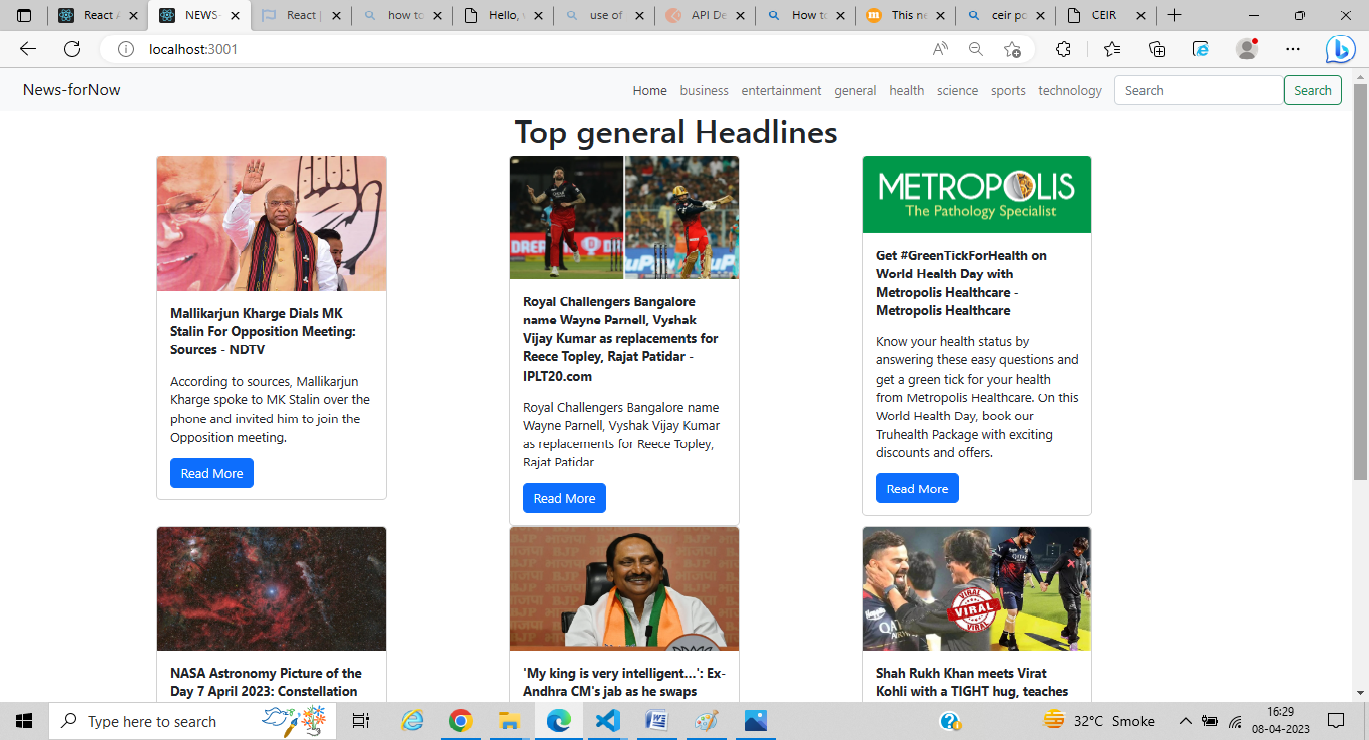 React A
NEWS-
React |
how to
Hello, v
use of
API De
How to
This ne
ceir po
CEIR
localhost:3001
News-forNow
Home business entertainment general health science sports technology Search Search
Top general Headlines
METROPOLIS
The Pathology Specialist
Mallikarjun Kharge Dials MK
Stalin For Opposition Meeting:
Sources - NDTV
According to sources, Mallikarjun
Kharge spoke to MK Stalin over the
phone and invited him to join the
Opposition meeting.
Read More
Royal Challengers Bangalore
name Wayne Parnell, Vyshak
Vijay Kumar as replacements for
Reece Topley, Rajat Patidar -
IPLT20.com
Royal Challengers Bangalore name
Wayne Parnell, Vyshak Vijay Kumar
as replacements for Reece Topley,
Rajat Patidar
Read More
Get #GreenTickForHealth on
World Health Day with
Metropolis Healthcare -
Metropolis Healthcare
Know your health status by
answering these easy questions and
get a green tick for your health
from Metropolis Healthcare. On this
World Health Day, book our
Truhealth Package with exciting
discounts and offers.
Read More
VIRAL
VIRAL
VIRAL
NASA Astronomy Picture of the
Day 7 April 2023: Constellation
'My king is very intelligent...': Ex-
Andhra CM's jab as he swaps
Shah Rukh Khan meets Virat
Kohli with a TIGHT hug, teaches
Type here to search
32°C Smoke
16:29
08-04-2023